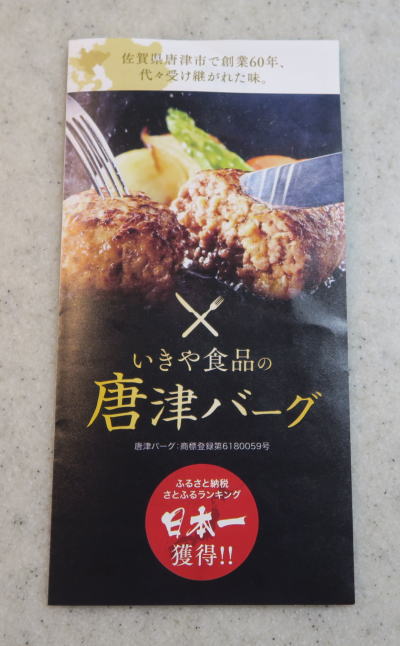 佐賀県唐津市で創業60年、
代々受け継がれた味。
いきや食品の
唐津バーグ
唐津バーグ:商標登録第6180059号
ふるさと納税
さとふるランキング
日本一
獲得!!